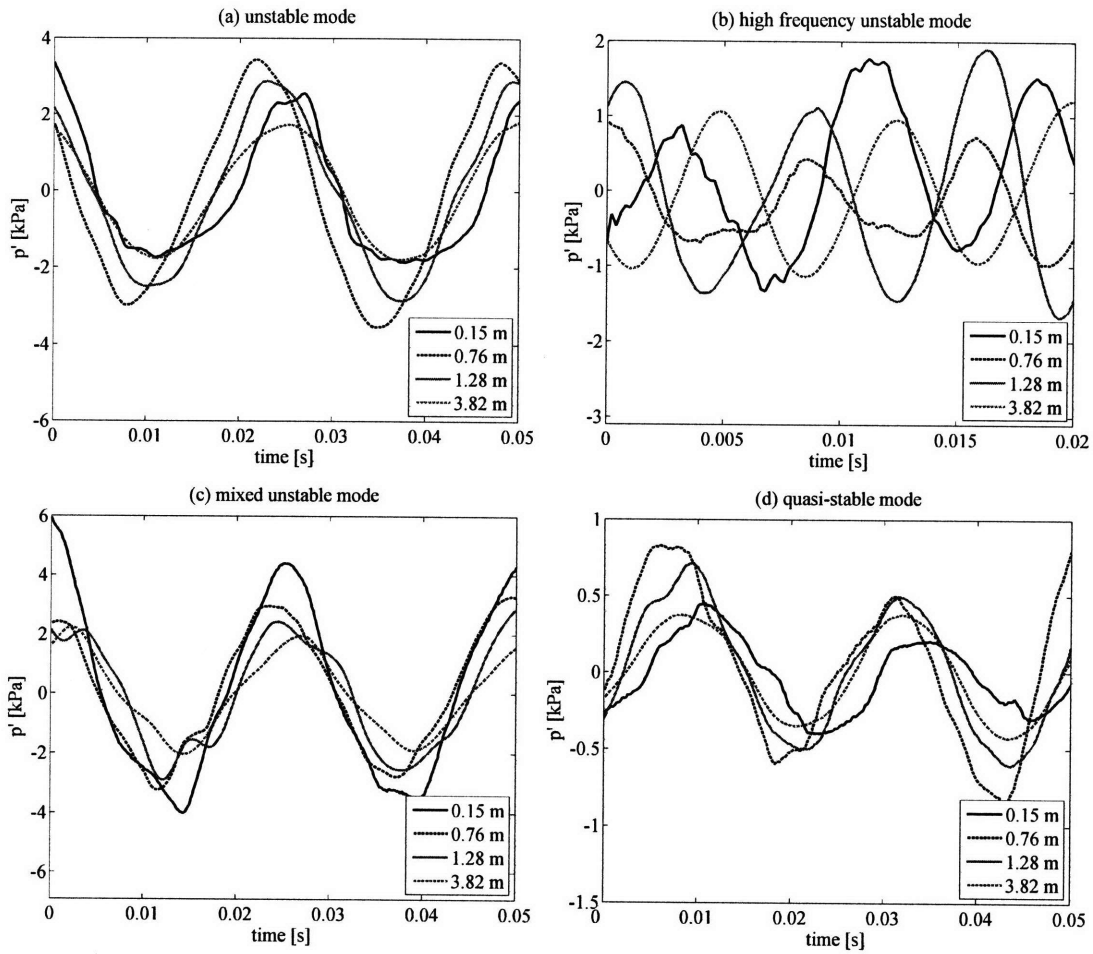 (a) unstable mode
4
2
0
-2
-4
-6
p' [kPa]
0.15 m
0.76 m
1.28 m
3.82 m
0 0.01 0.02 0.03 0.04 0.05
time [s]
(b) high frequency unstable mode
2
1
0
-1
-2
-3
p' [kPa]
0.15 m
0.76 m
1.28 m
3.82 m
0 0.005 0.01 0.015 0.02
time [s]
(c) mixed unstable mode
6
4
2
0
-2
-4
-6
p' [kPa]
0.15 m
0.76 m
1.28 m
3.82 m
0 0.01 0.02 0.03 0.04 0.05
time [s]
(d) quasi-stable mode
1
0.5
0
-0.5
-1
-1.5
p' [kPa]
0.15 m
0.76 m
1.28 m
3.82 m
0 0.01 0.02 0.03 0.04 0.05
time [s]